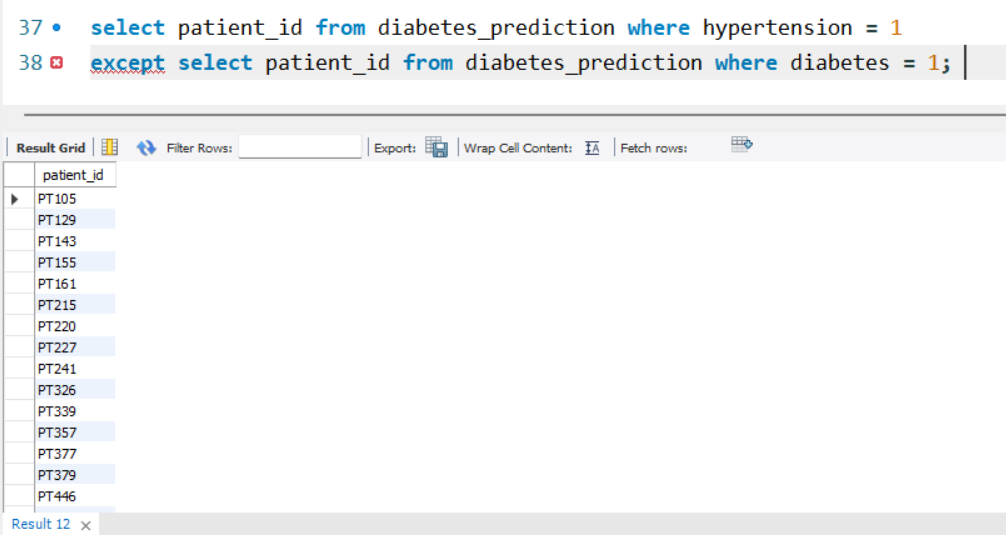 37 select patient_id from diabetes_prediction where hypertension = 1
38 except select patient_id from diabetes_prediction where diabetes = 1;
Result Grid Filter Rows: Export: Wrap Cell Content: Fetch rows:
patient_id
PT105
PT129
PT143
PT155
PT161
PT215
PT220
PT227
PT241
PT326
PT339
PT357
PT377
PT379
PT446
Result 12